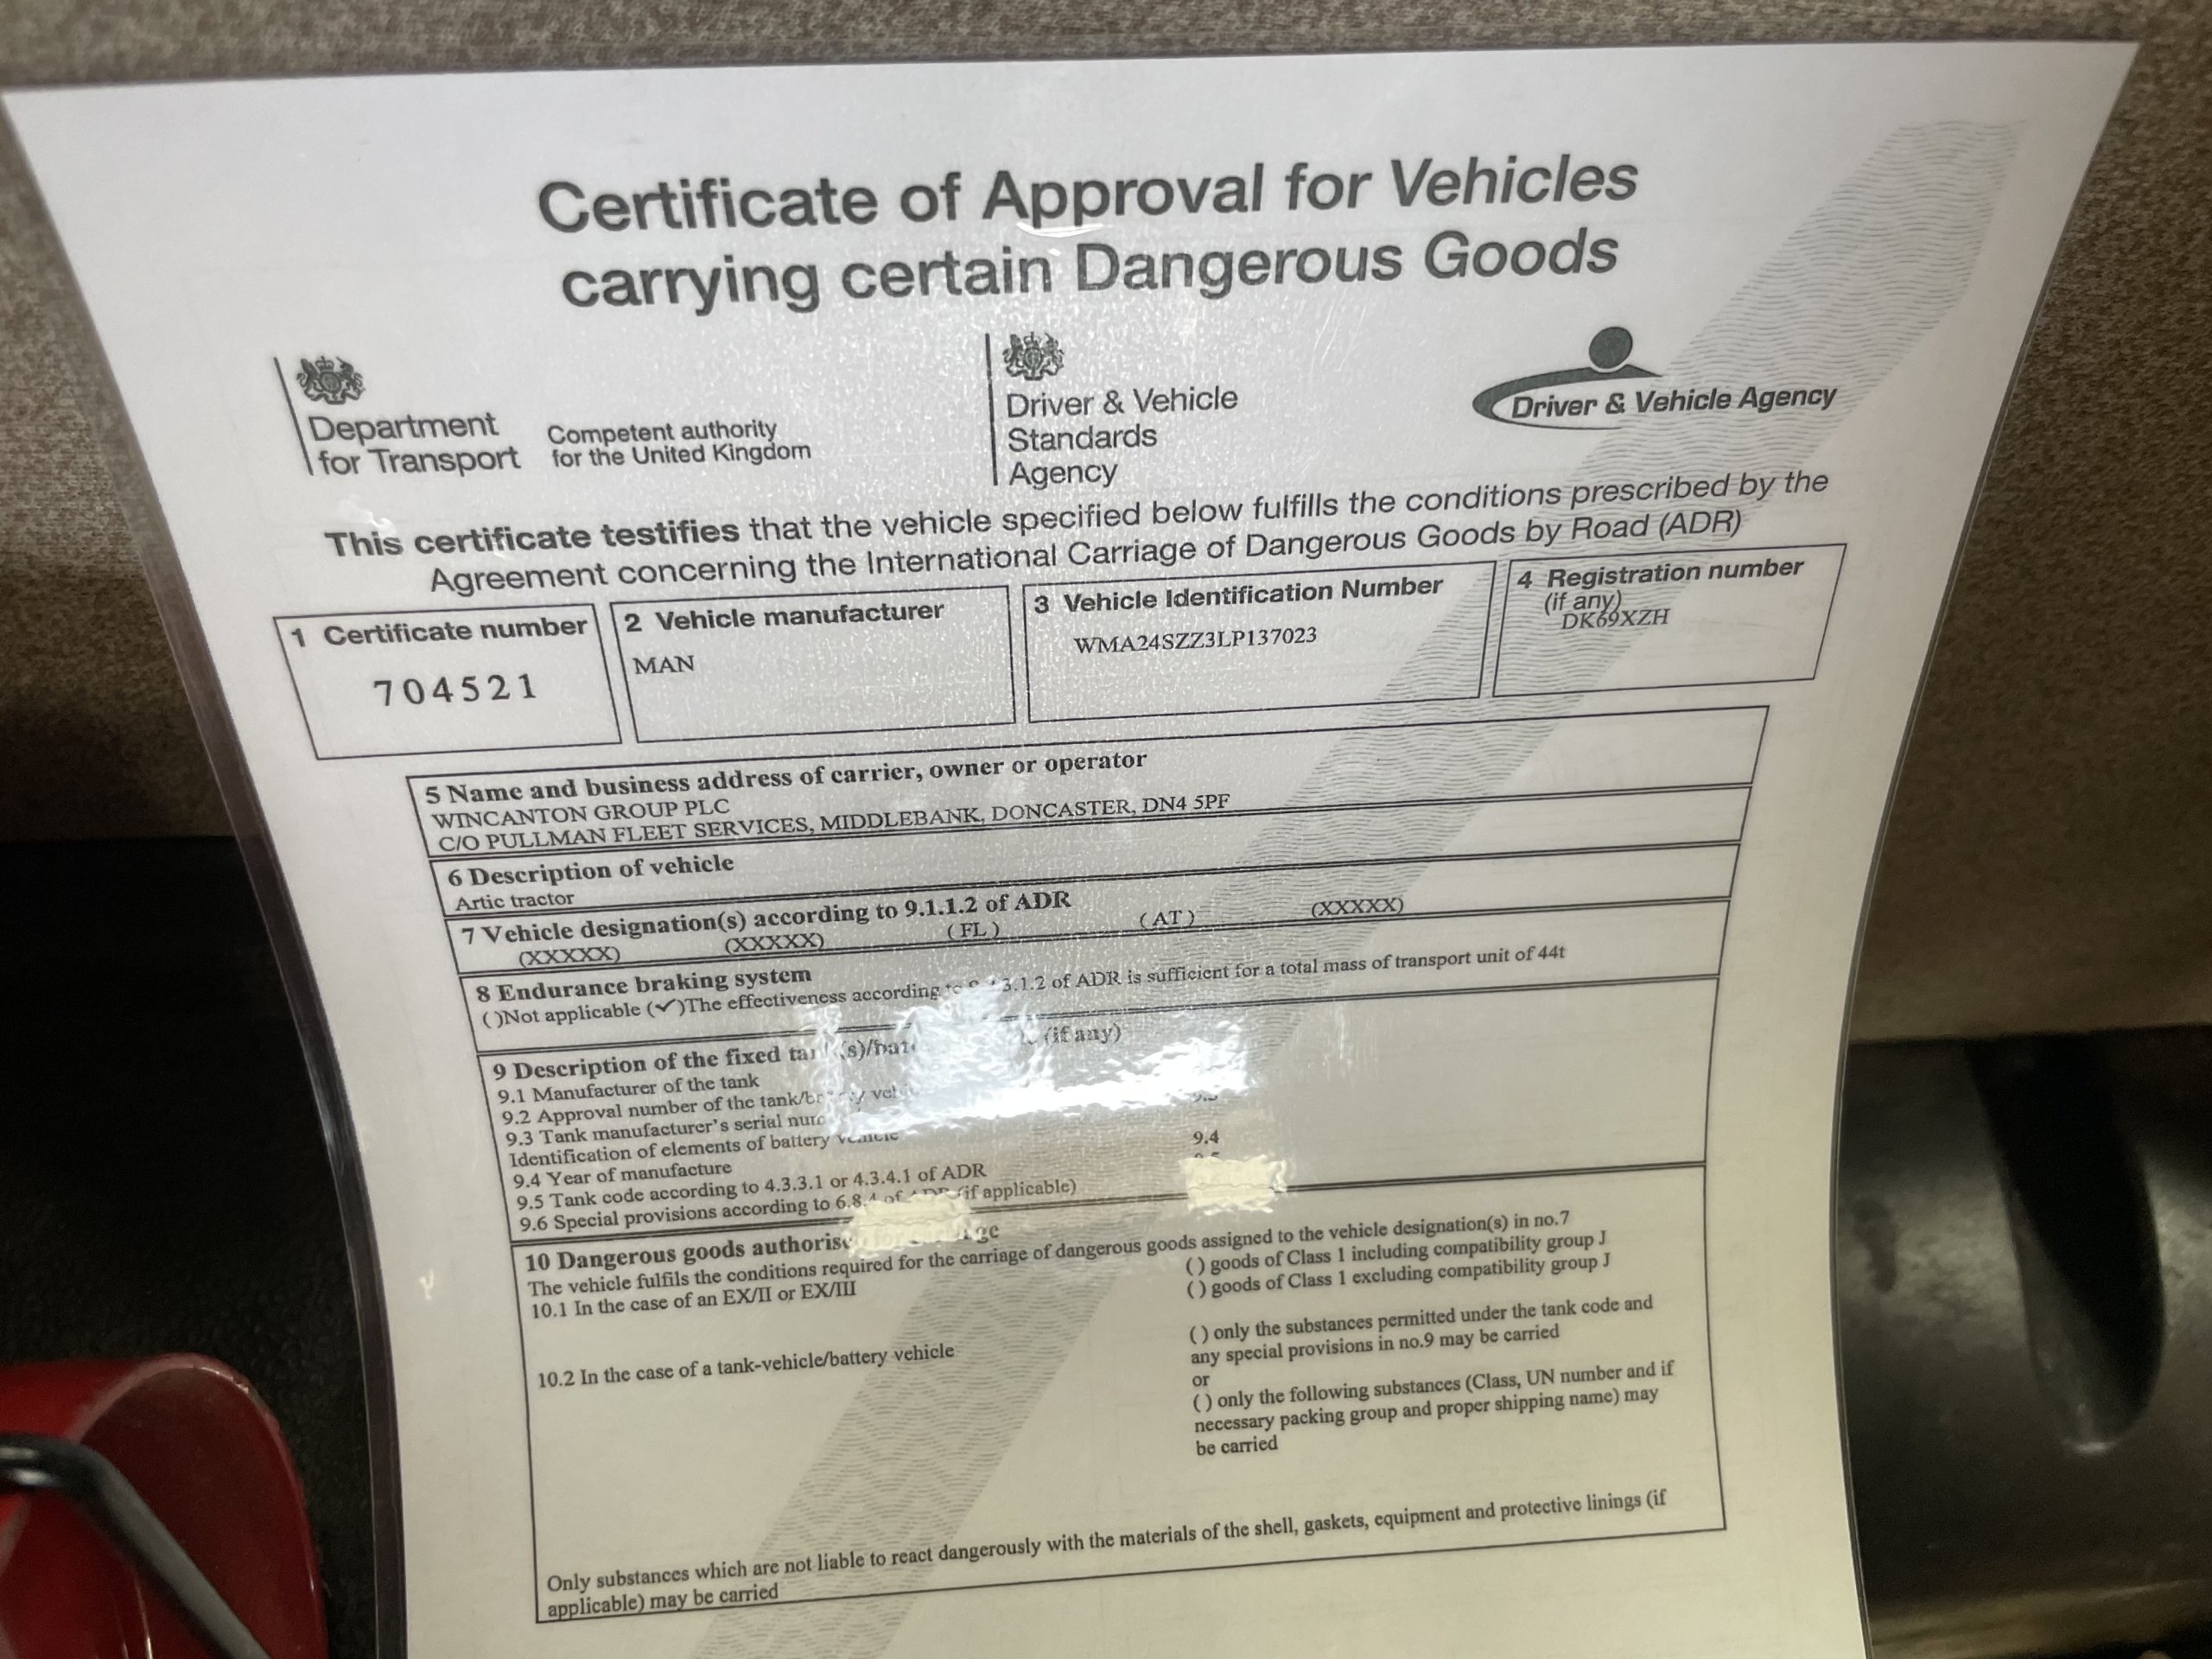 Certificate of Approval for Vehicles
carrying certain Dangerous Goods
Department
for Transport
Competent authority
for the United Kingdom
Driver & Vehicle
Standards
Agency
Driver & Vehicle Agency
This certificate testifies that the vehicle specified below fulfills the conditions prescribed by the
Agreement concerning the International Carriage of Dangerous Goods by Road (ADR)
1 Certificate number
704521
2 Vehicle manufacturer
MAN
3 Vehicle Identification Number
WMA24SZZ3LP137023
4 Registration number
(if any)
DK69XZH
5 Name and business address of carrier, owner or operator
WINCANTON GROUP PLC
C/O PULLMAN FLEET SERVICES, MIDDLEBANK, DONCASTER, DN4 5PF
6 Description of vehicle
Artic tractor
7 Vehicle designation(s) according to 9.1.1.2 of ADR
(XXXXX) (XXXXX) (FL) (AT) (XXXXX)
8 Endurance braking system
( )Not applicable (✓)The effectiveness according of ADR is sufficient for a total mass of transport unit of 44t
9 Description of the fixed (if any)
9.1 Manufacturer of the tank
9.2 Approval number of the
9.3 Tank manufacturer's serial
Identification of elements of battery
9.4 Year of manufacture 9.4
9.5 Tank code according to 4.3.3.1 or 4.3.4.1 of ADR
9.6 Special provisions according to of (if applicable)
10 Dangerous goods
The vehicle fulfils the conditions required for the carriage of dangerous goods assigned to the vehicle designation(s) in no.7
10.1 In the case of an EX/II or EX/III
( ) goods of Class 1 including compatibility group J
( ) goods of Class 1 excluding compatibility group J
10.2 In the case of a tank-vehicle/battery vehicle
( ) only the substances permitted under the tank code and
any special provisions in no.9 may be carried
or
( ) only the following substances (Class, UN number and if
necessary packing group and proper shipping name) may
be carried
Only substances which are not liable to react dangerously with the materials of the shell, gaskets, equipment and protective linings (if
applicable) may be carried